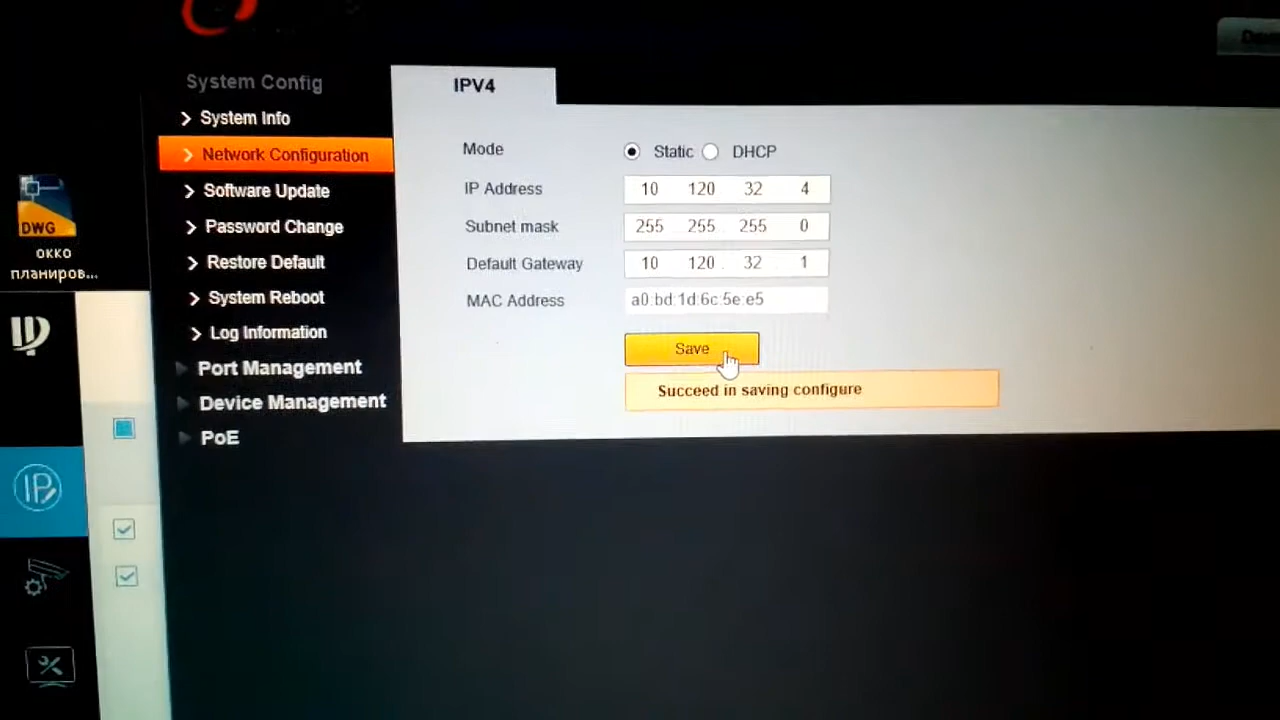 System Config
IPV4
System Info
Network Configuration
Software Update
Password Change
Restore Default
System Reboot
Log Information
Port Management
Device Management
PoE
Mode Static DHCP
IP Address 10 120 32 4
Subnet mask 255 255 255 0
Default Gateway 10 120 32 1
MAC Address a0:bd:1d:6c:5e:e5
Save
Succeed in saving configure
DWG
окко
планиров...
IP